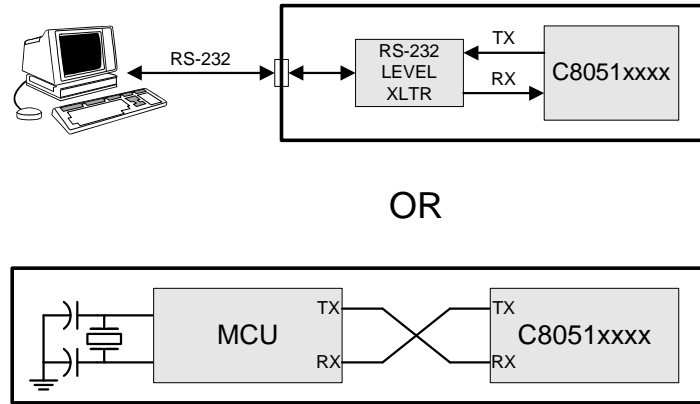 RS-232
RS-232
LEVEL
XLTR
TX
RX
C8051xxxx
OR
MCU
TX
RX
TX
RX
C8051xxxx